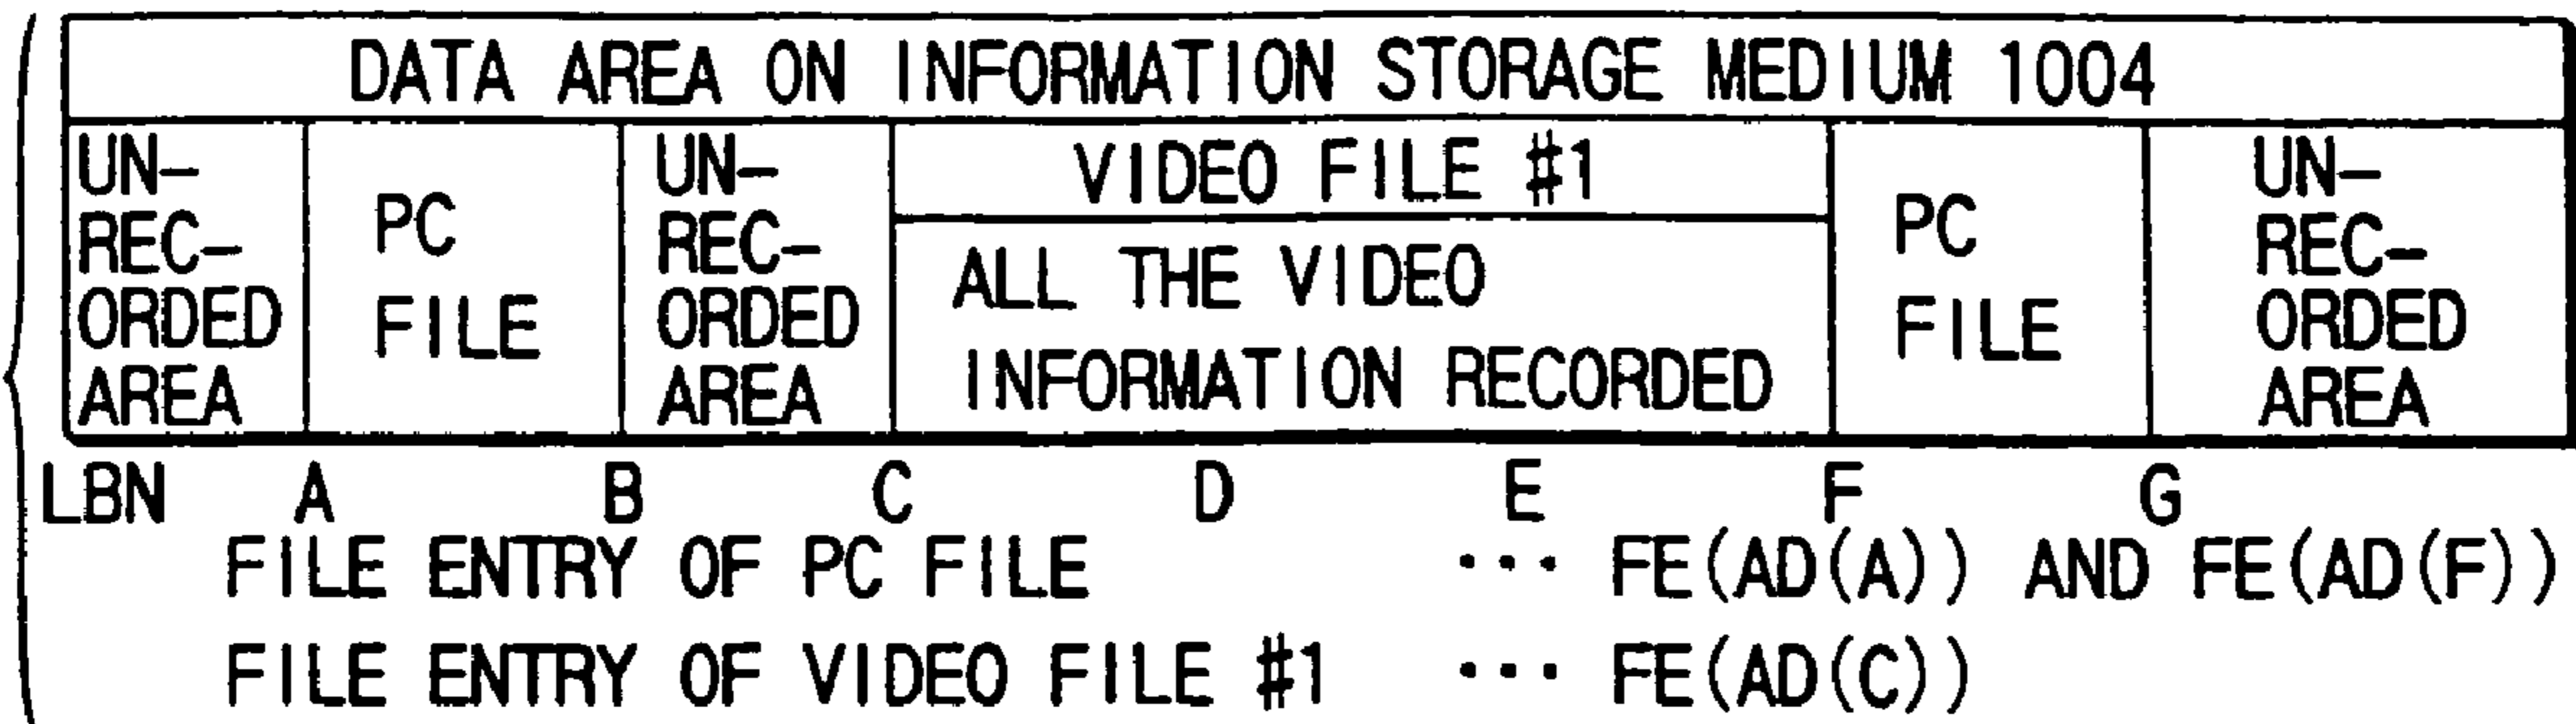 DATA AREA ON INFORMATION STORAGE MEDIUM 1004
UN-
REC-
ORDED
AREA
PC
FILE
UN-
REC-
ORDED
AREA
VIDEO FILE #1
ALL THE VIDEO
INFORMATION RECORDED
PC
FILE
UN-
REC-
ORDED
AREA
LBN A B C D E F G
FILE ENTRY OF PC FILE ··· FE(AD(A)) AND FE(AD(F))
FILE ENTRY OF VIDEO FILE #1 ··· FE(AD(C))